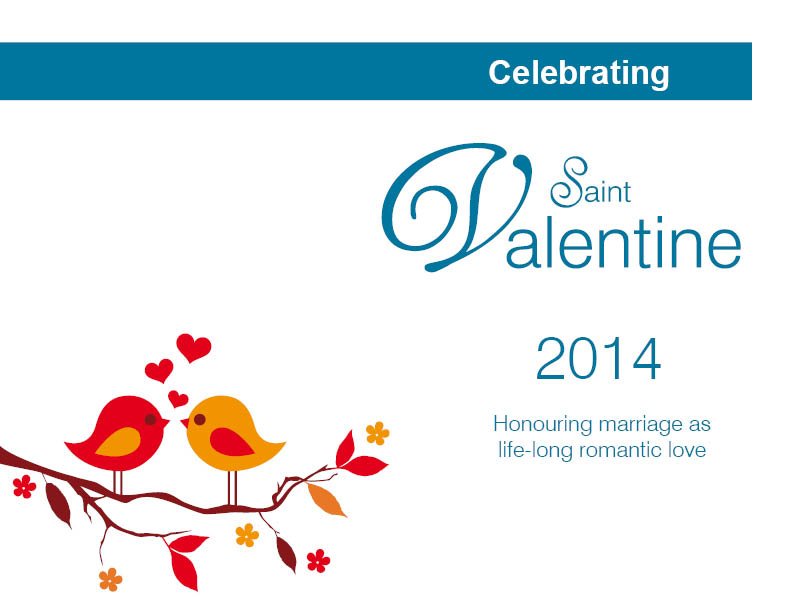 Celebrating
Saint
Valentine
2014
Honouring marriage as
life-long romantic love